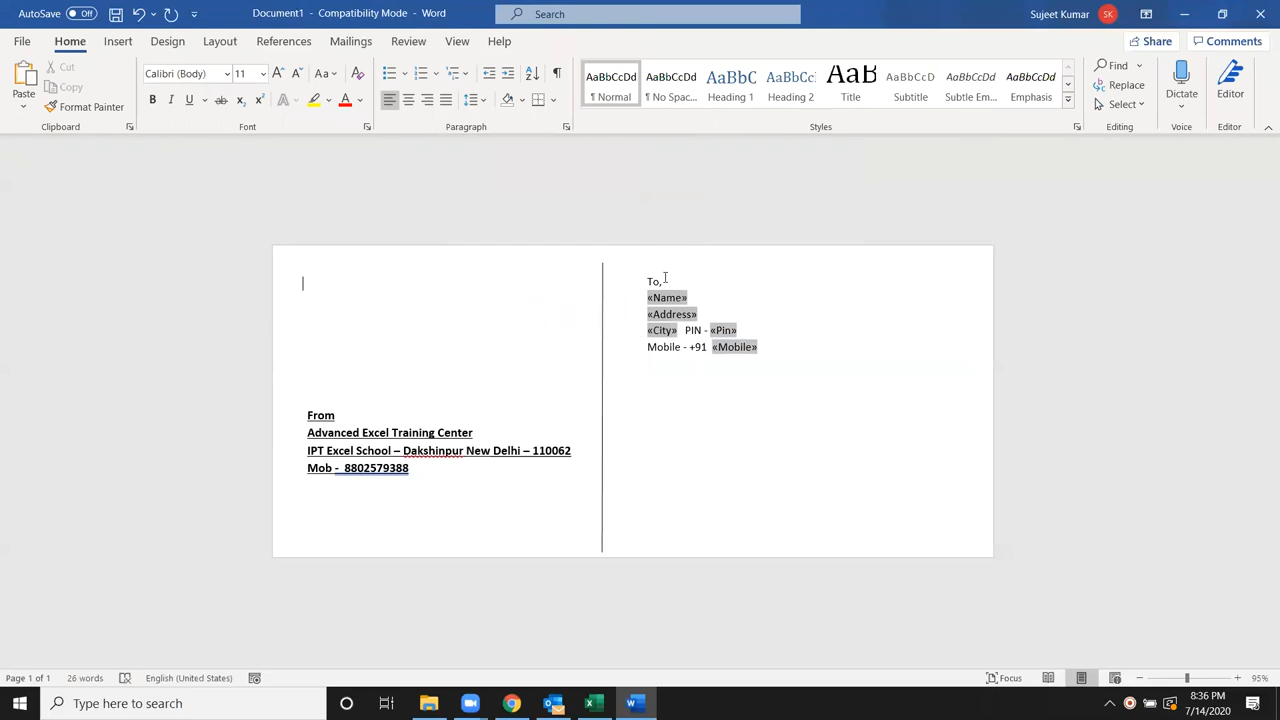 AutoSave Off Document1 - Compatibility Mode - Word Search Sujeet Kumar SK
File Home Insert Design Layout References Mailings Review View Help Share Comments
Paste Cut Copy Format Painter Clipboard
Calibri (Body) 11 Font
Paragraph
AaBbCcDd ¶ Normal
AaBbCcDd ¶ No Spac...
AaBbC Heading 1
AaBbCc Heading 2
AaB Title
AaBbCcD Subtitle
AaBbCcDd Subtle Em...
AaBbCcDd Emphasis
Styles
Find Replace Select Editing
Dictate Voice
Editor Editor
To,
«Name»
«Address»
«City» PIN - «Pin»
Mobile - +91 «Mobile»
From
Advanced Excel Training Center
IPT Excel School – Dakshinpur New Delhi – 110062
Mob - 8802579388
Page 1 of 1 26 words English (United States) Focus 95%
Type here to search 8:36 PM
7/14/2020